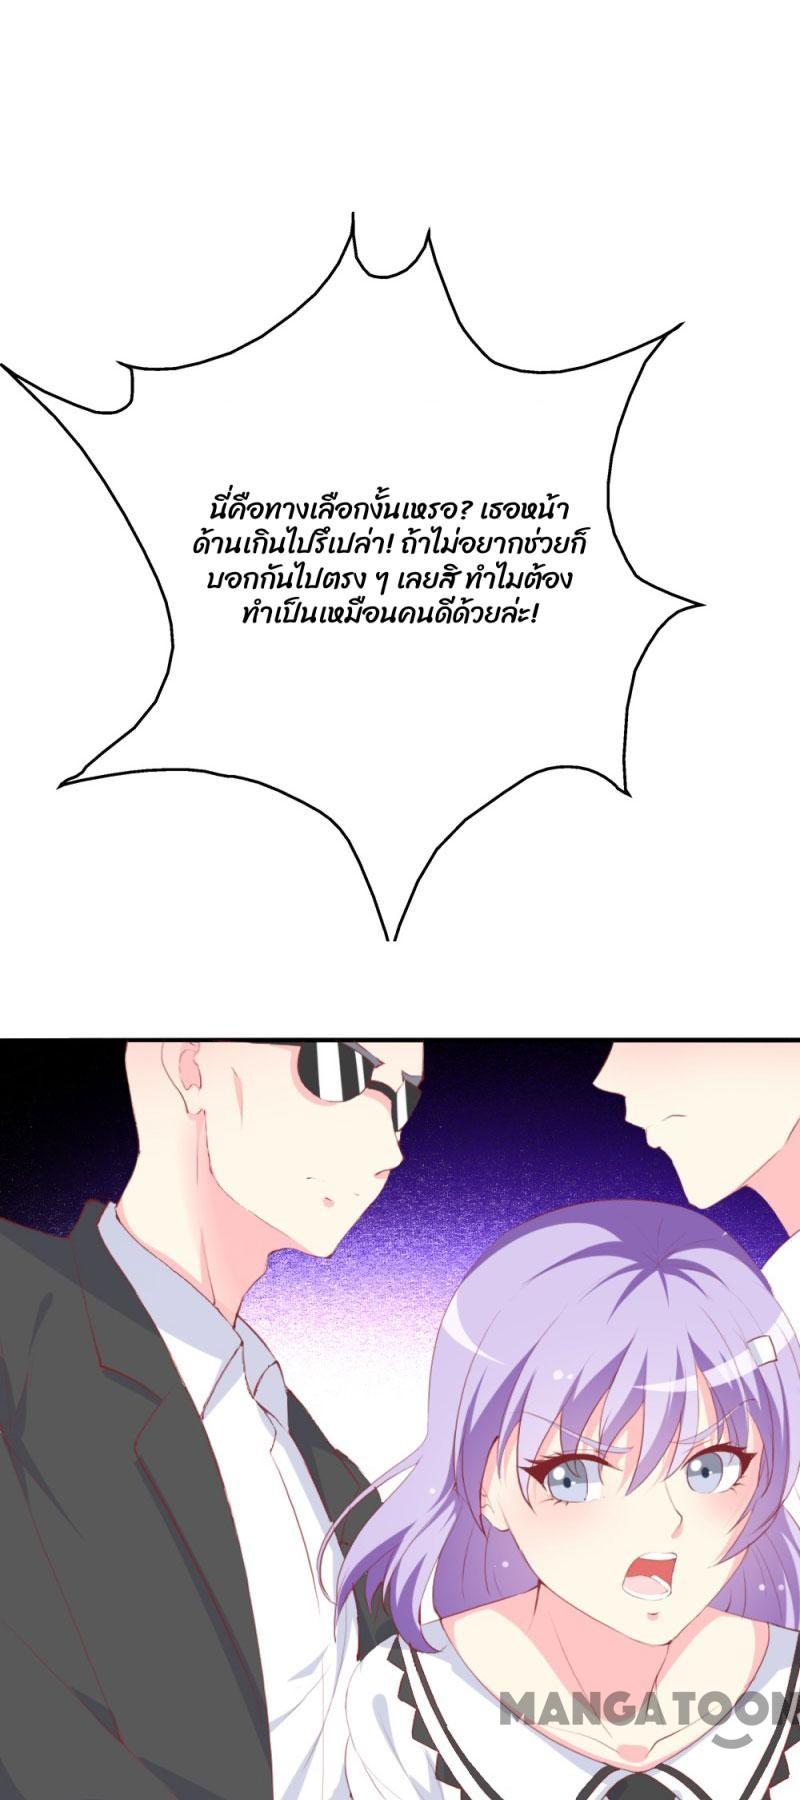 นี่คือทางเลือกงั้นเหรอ? เธอหน้า
ด้านเกินไปรึเปล่า! ถ้าไม่อยากช่วยก็
บอกกันไปตรง ๆ เลยสิ ทำไมต้อง
ทำเป็นเหมือนคนดีด้วยล่ะ!
MANGATOON